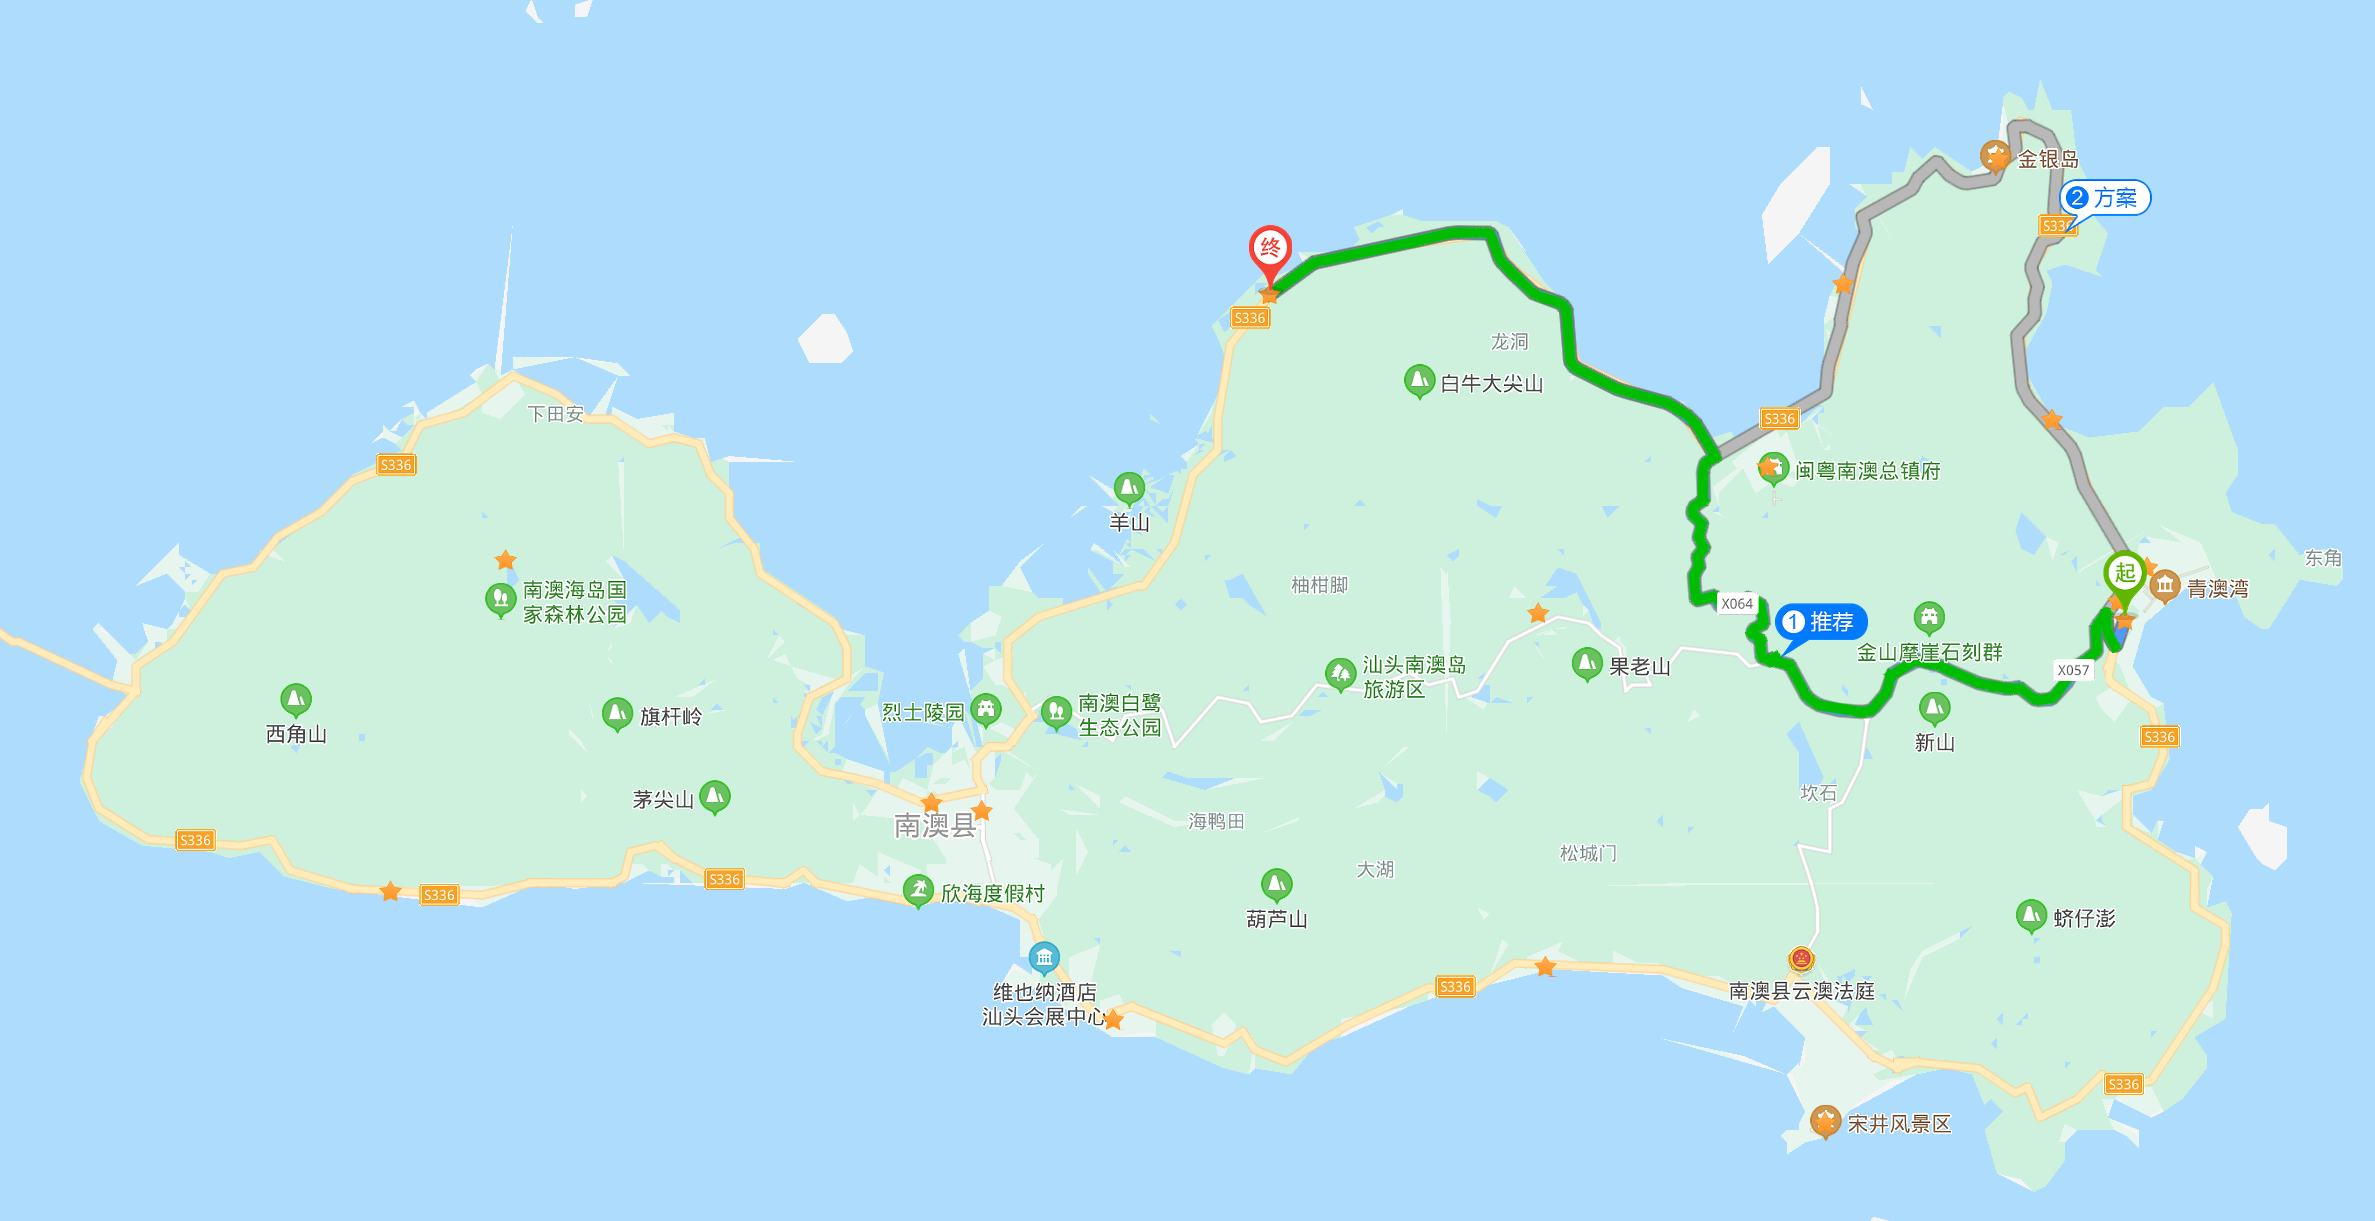 金银岛
2 方案
S336
终
S336
龙洞
白牛大尖山
下田安
S336
S336
闽粤南澳总镇府
羊山
东角
起
青澳湾
柚柑脚
南澳海岛国
家森林公园
X064
1 推荐
金山摩崖石刻群
X057
汕头南澳岛
旅游区
果老山
西角山
旗杆岭
烈士陵园
南澳白鹭
生态公园
新山
S336
茅尖山
坎石
南澳县
海鸭田
S336
松城门
大湖
S336
S336
欣海度假村
葫芦山
蛴仔澎
维也纳酒店
汕头会展中心
S336
南澳县云澳法庭
S336
宋井风景区